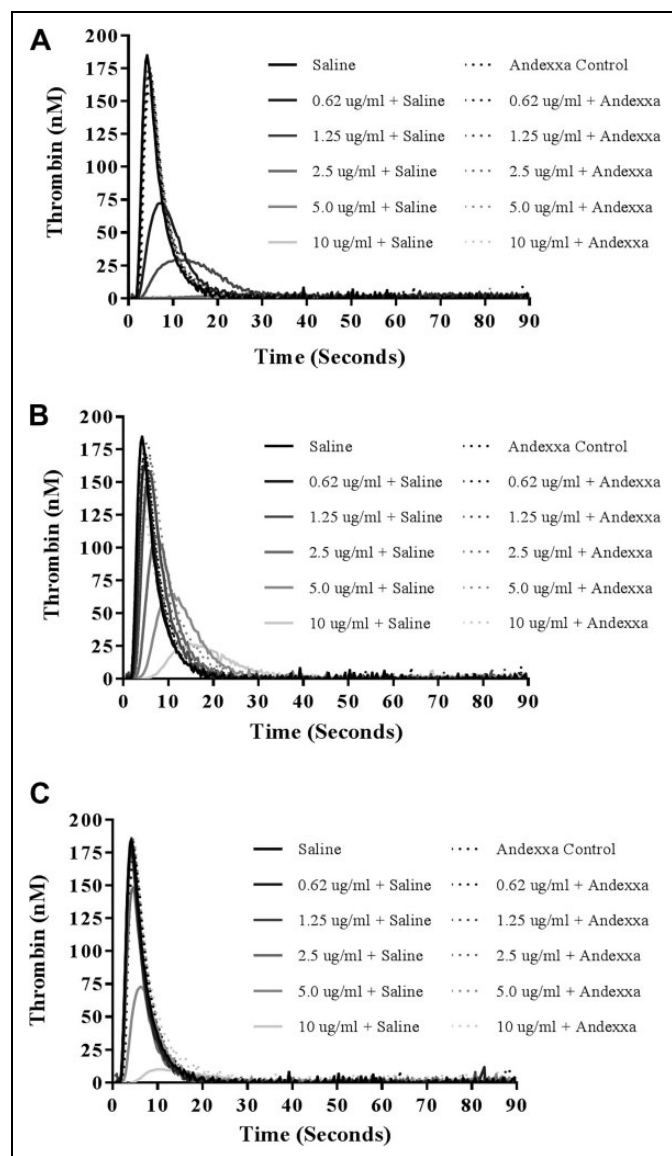 A
200
175
150
125
100
75
50
25
0
Thrombin (nM)
Saline
Andexxa Control
0.62 ug/ml + Saline
0.62 ug/ml + Andexxa
1.25 ug/ml + Saline
1.25 ug/ml + Andexxa
2.5 ug/ml + Saline
2.5 ug/ml + Andexxa
5.0 ug/ml + Saline
5.0 ug/ml + Andexxa
10 ug/ml + Saline
10 ug/ml + Andexxa
0 10 20 30 40 50 60 70 80 90
Time (Seconds)
B
200
175
150
125
100
75
50
25
0
Thrombin (nM)
Saline
Andexxa Control
0.62 ug/ml + Saline
0.62 ug/ml + Andexxa
1.25 ug/ml + Saline
1.25 ug/ml + Andexxa
2.5 ug/ml + Saline
2.5 ug/ml + Andexxa
5.0 ug/ml + Saline
5.0 ug/ml + Andexxa
10 ug/ml + Saline
10 ug/ml + Andexxa
0 10 20 30 40 50 60 70 80 90
Time (Seconds)
C
200
175
150
125
100
75
50
25
0
Thrombin (nM)
Saline
Andexxa Control
0.62 ug/ml + Saline
0.62 ug/ml + Andexxa
1.25 ug/ml + Saline
1.25 ug/ml + Andexxa
2.5 ug/ml + Saline
2.5 ug/ml + Andexxa
5.0 ug/ml + Saline
5.0 ug/ml + Andexxa
10 ug/ml + Saline
10 ug/ml + Andexxa
0 10 20 30 40 50 60 70 80 90
Time (Seconds)